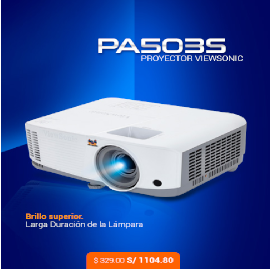 PA503S
PROYECTOR VIEWSONIC
Brillo superior.
Larga Duración de la Lámpara
$ 329.00 S/ 1104.80